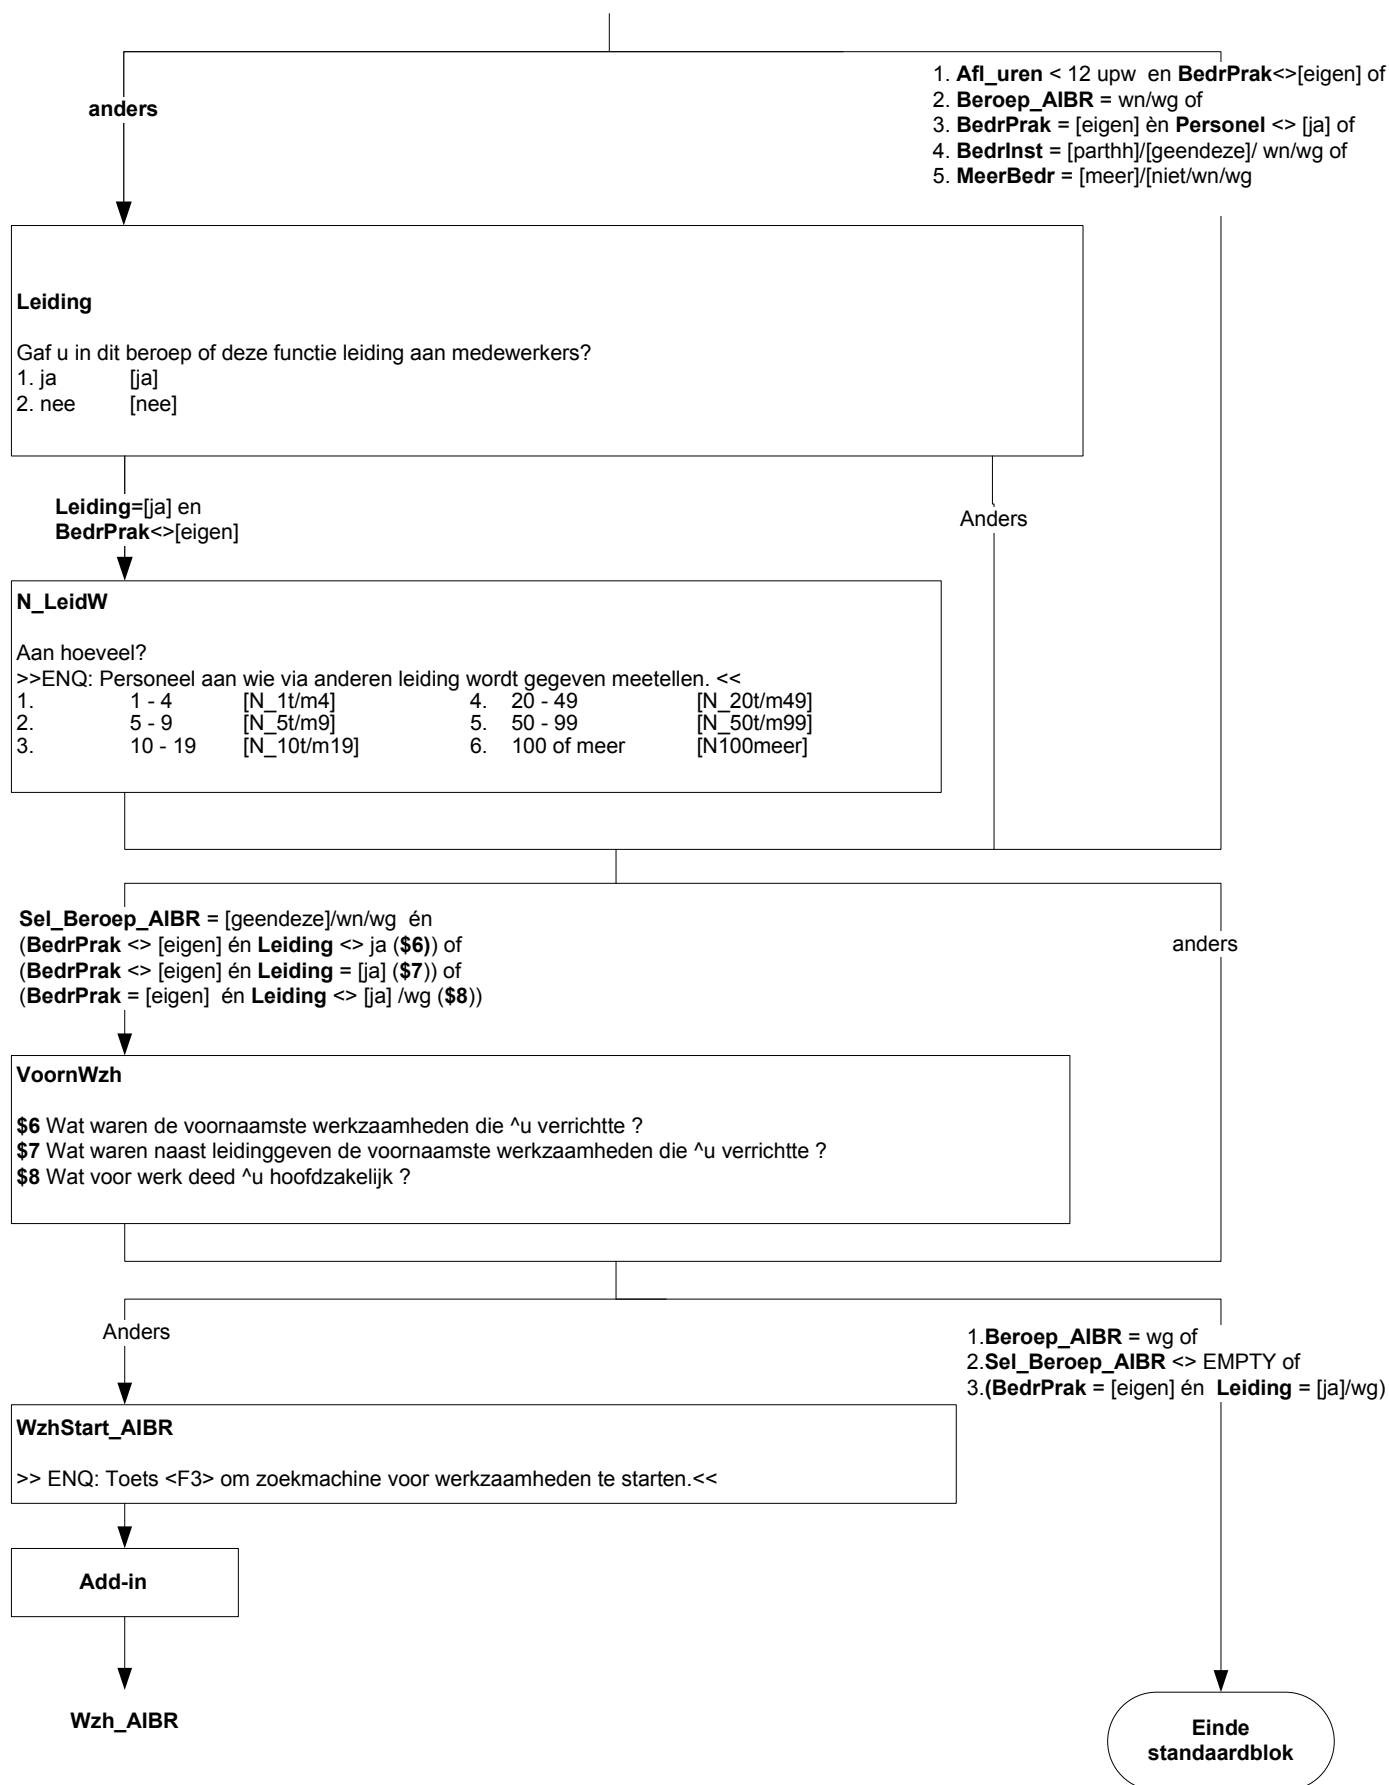 anders
1. Afl_uren < 12 upw en BedrPrak<>[eigen] of
2. Beroep_AIBR = wn/wg of
3. BedrPrak = [eigen] èn Personel <> [ja] of
4. BedrInst = [parthh]/[geendeze]/ wn/wg of
5. MeerBedr = [meer]/[niet/wn/wg
Leiding
Gaf u in dit beroep of deze functie leiding aan medewerkers?
1. ja [ja]
2. nee [nee]
Leiding=[ja] en
BedrPrak<>[eigen]
Anders
N_LeidW
Aan hoeveel?
>>ENQ: Personeel aan wie via anderen leiding wordt gegeven meetellen. <<
1. 1 - 4 [N_1t/m4] 4. 20 - 49 [N_20t/m49]
2. 5 - 9 [N_5t/m9] 5. 50 - 99 [N_50t/m99]
3. 10 - 19 [N_10t/m19] 6. 100 of meer [N100meer]
Sel_Beroep_AIBR = [geendeze]/wn/wg én
(BedrPrak <> [eigen] én Leiding <> ja ($6)) of
(BedrPrak <> [eigen] én Leiding = [ja] ($7)) of
(BedrPrak = [eigen] én Leiding <> [ja] /wg ($8))
anders
VoornWzh
$6 Wat waren de voornaamste werkzaamheden die ^u verrichtte ?
$7 Wat waren naast leidinggeven de voornaamste werkzaamheden die ^u verrichtte ?
$8 Wat voor werk deed ^u hoofdzakelijk ?
Anders
1.Beroep_AIBR = wg of
2.Sel_Beroep_AIBR <> EMPTY of
3.(BedrPrak = [eigen] én Leiding = [ja]/wg)
WzhStart_AIBR
>> ENQ: Toets <F3> om zoekmachine voor werkzaamheden te starten.<<
Add-in
Wzh_AIBR
Einde
standaardblok